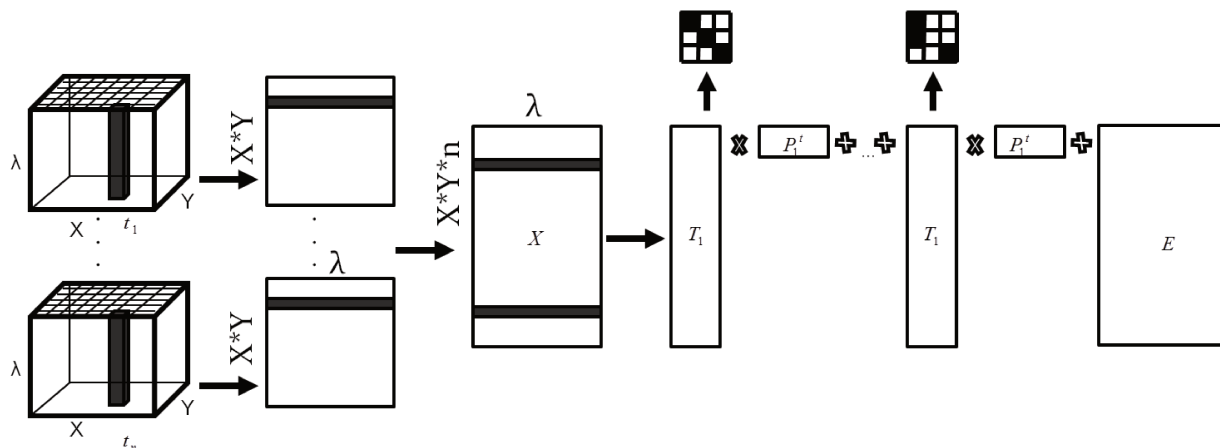 λ
X
Y
t₁
X*Y
λ
X
Y
tₙ
X*Y
λ
X*Y*n
λ
X
T₁
P₁ᵗ
...
T₁
P₁ᵗ
E